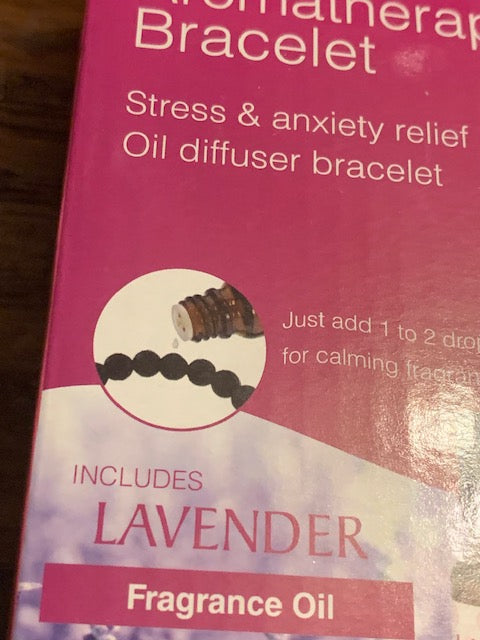 Bracelet
Stress & anxiety relief
Oil diffuser bracelet
Just add 1 to 2
for calming
INCLUDES
LAVENDER
Fragrance Oil